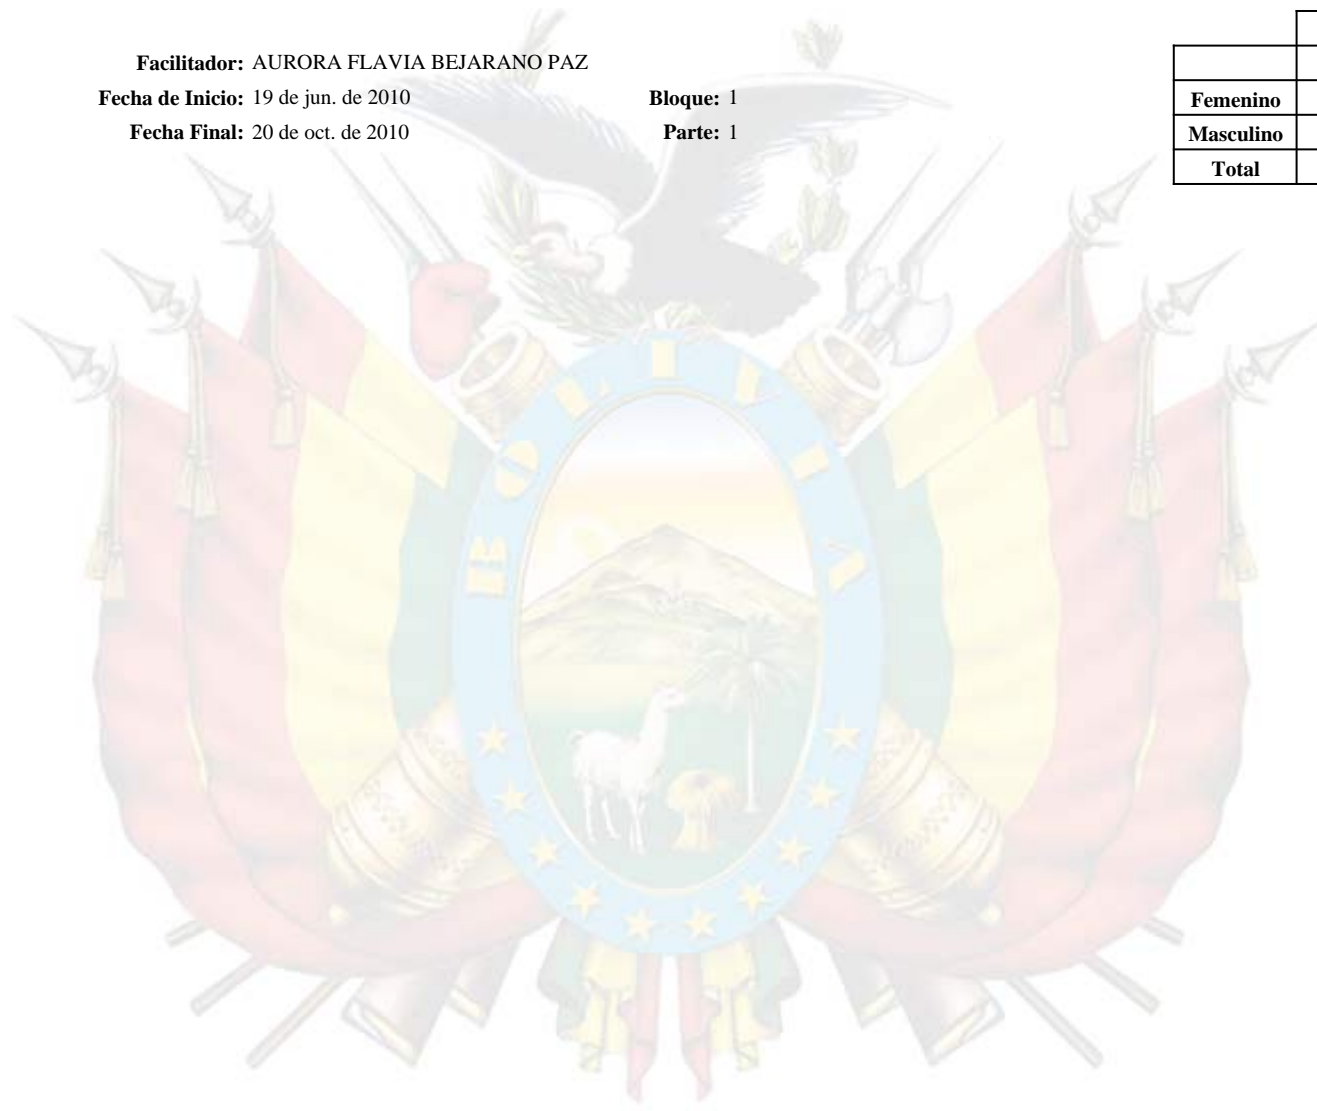 Facilitador: AURORA FLAVIA BEJARANO PAZ
Fecha de Inicio: 19 de jun. de 2010 Bloque: 1
Fecha Final: 20 de oct. de 2010 Parte: 1
Femenino
Masculino
Total
BOLIVIA